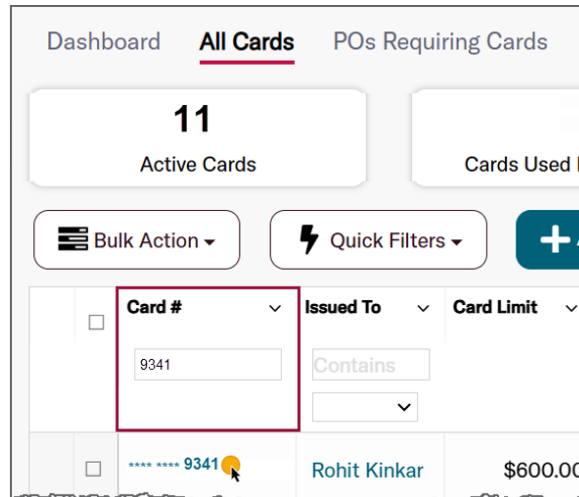 Dashboard All Cards POs Requiring Cards
11
Active Cards Cards Used
Bulk Action Quick Filters
Card # Issued To Card Limit
9341 Contains
**** **** 9341 Rohit Kinkar $600.00